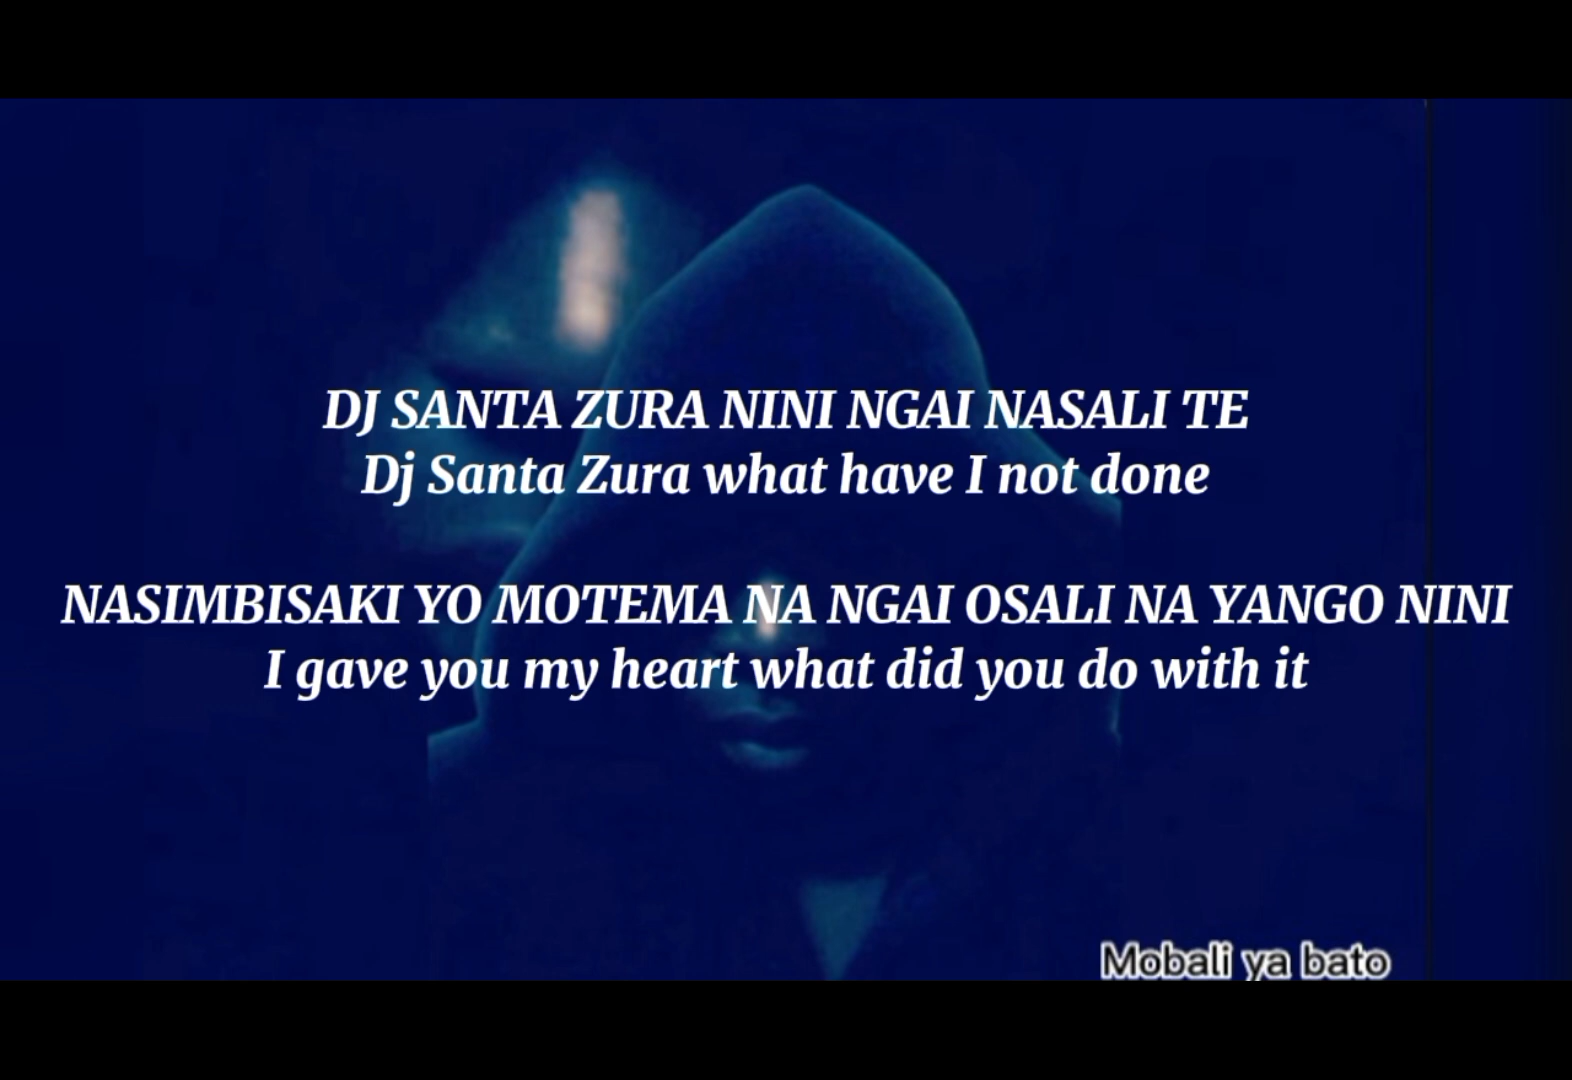 DJ SANTA ZURA NINI NGAI NASALI TE
Dj Santa Zura what have I not done
NASIMBISAKI YO MOTEMA NA NGAI OSALI NA YANGO NINI
I gave you my heart what did you do with it
Mobali ya bato